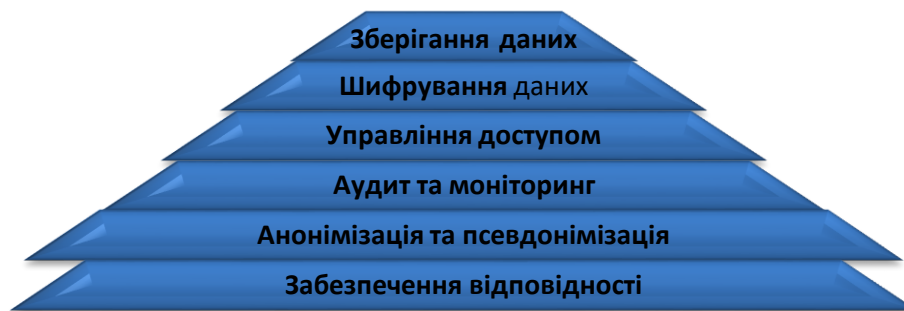 Зберігання даних
Шифрування даних
Управління доступом
Аудит та моніторинг
Анонімізація та псевдонімізація
Забезпечення відповідності